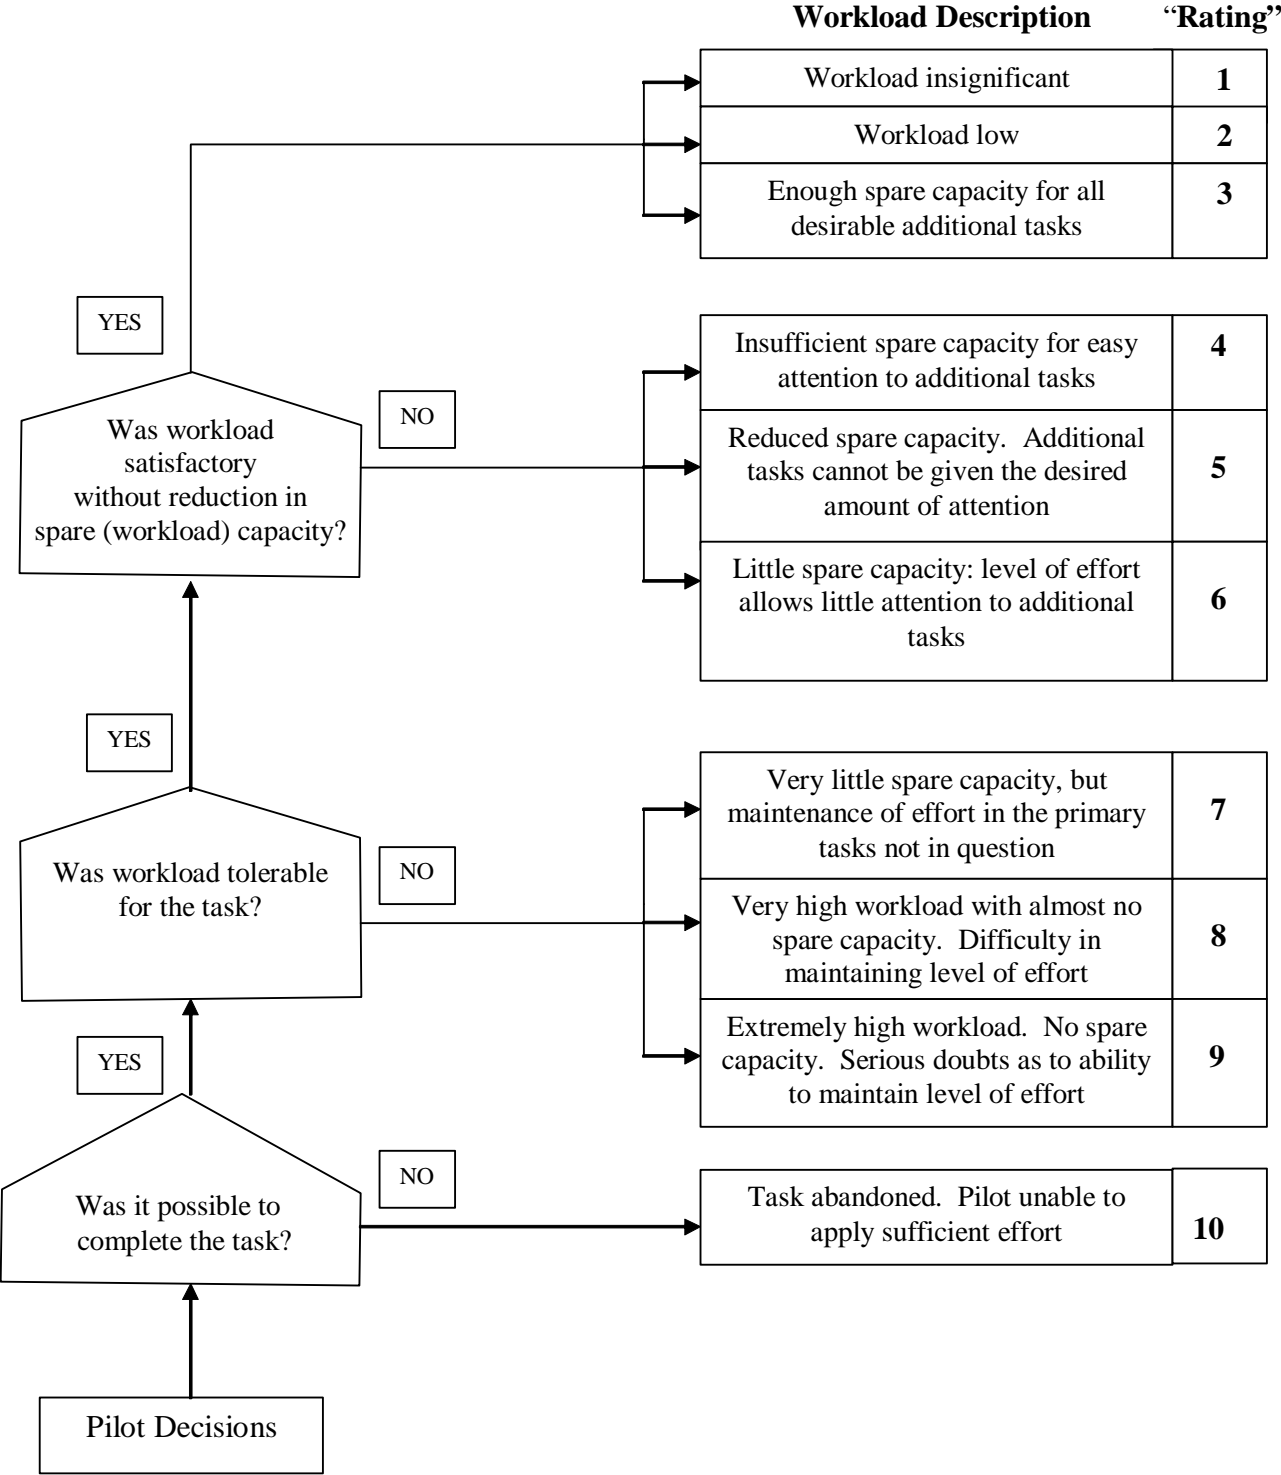 Workload Description “Rating”
Workload insignificant 1
Workload low 2
Enough spare capacity for all 3
desirable additional tasks
YES
Insufficient spare capacity for easy 4
attention to additional tasks
NO
Was workload
satisfactory
without reduction in
spare (workload) capacity?
Reduced spare capacity.  Additional
tasks cannot be given the desired 5
amount of attention
Little spare capacity: level of effort
allows little attention to additional 6
tasks
YES
Very little spare capacity, but
maintenance of effort in the primary 7
tasks not in question
NO
Was workload tolerable
for the task?
Very high workload with almost no
spare capacity.  Difficulty in 8
maintaining level of effort
Extremely high workload.  No spare
capacity.  Serious doubts as to ability 9
to maintain level of effort
YES
NO
Was it possible to
complete the task?
Task abandoned.  Pilot unable to
apply sufficient effort 10
Pilot Decisions